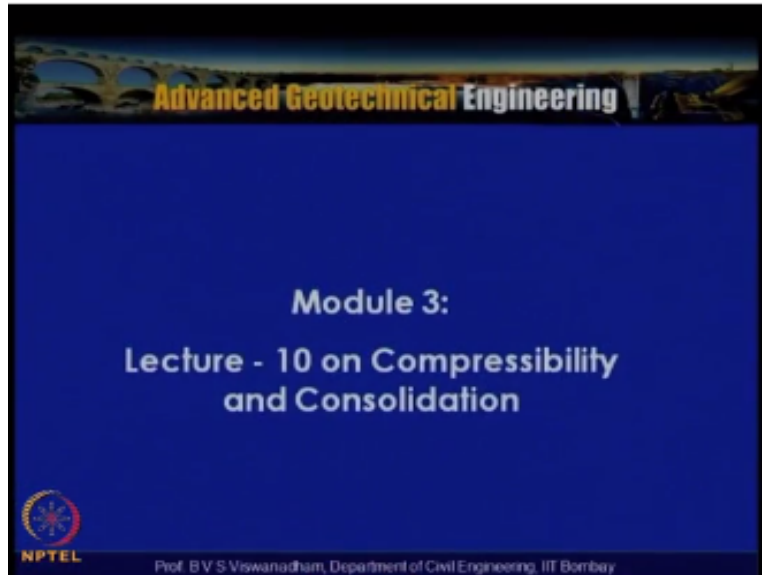 Advanced Geotechnical Engineering
Module 3:
Lecture - 10 on Compressibility
and Consolidation
NPTEL
Prof. B V S Viswanadham, Department of Civil Engineering, IIT Bombay